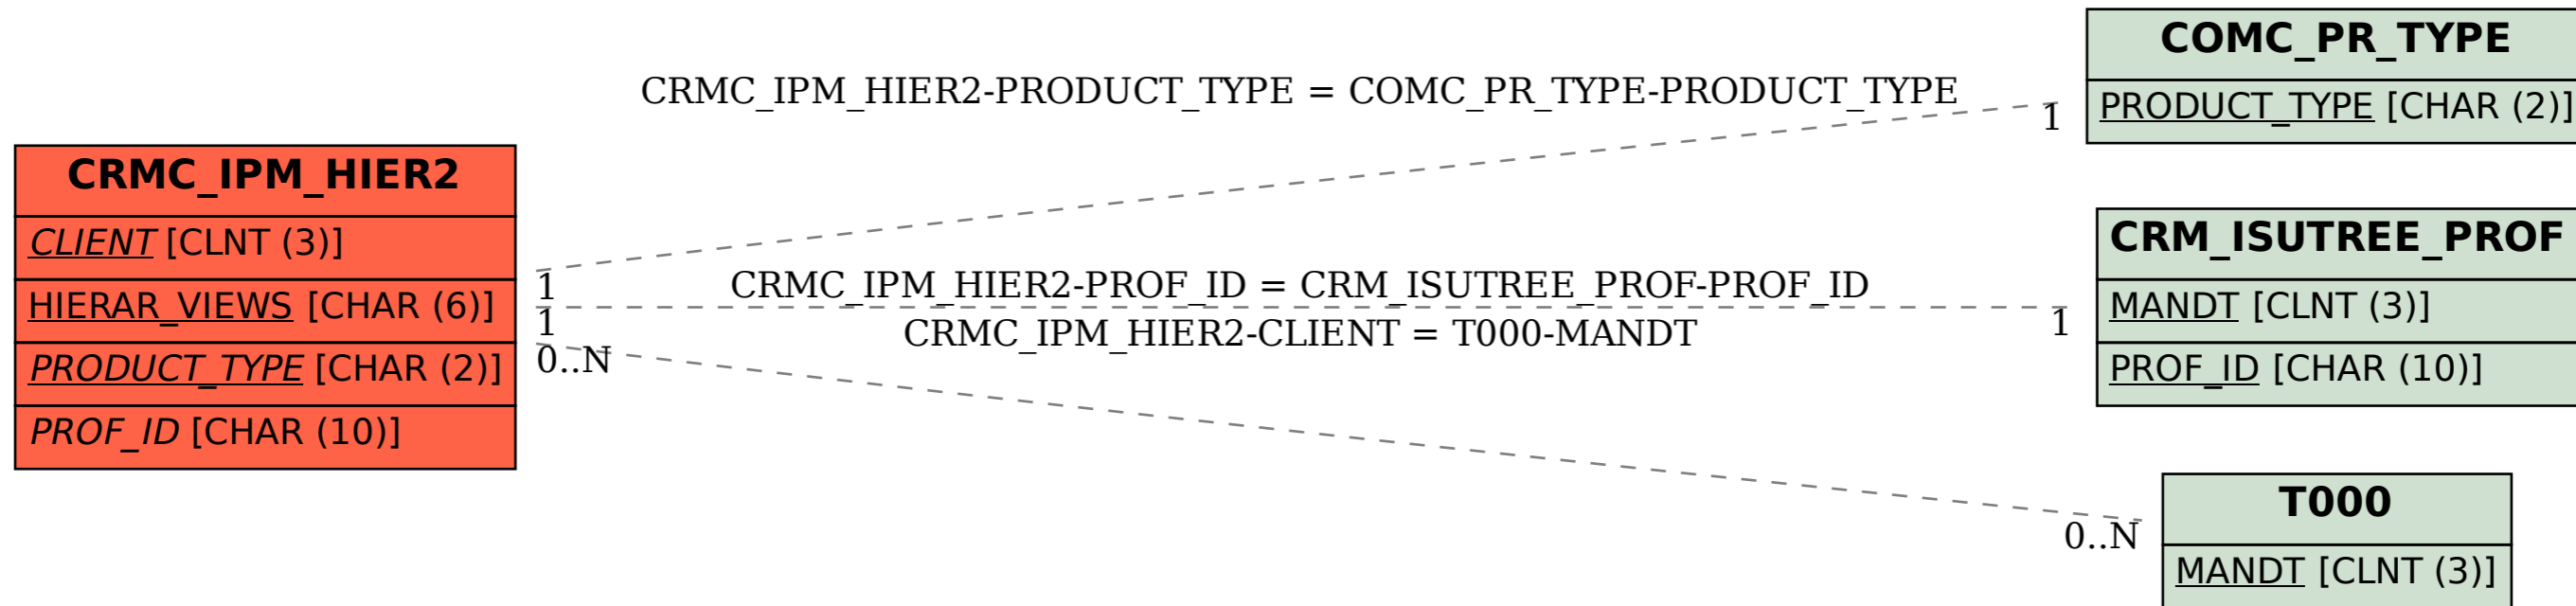 COMC_PR_TYPE
PRODUCT_TYPE [CHAR (2)]
CRMC_IPM_HIER2-PRODUCT_TYPE = COMC_PR_TYPE-PRODUCT_TYPE
1
CRMC_IPM_HIER2
CLIENT [CLNT (3)]
HIERAR_VIEWS [CHAR (6)]
PRODUCT_TYPE [CHAR (2)]
PROF_ID [CHAR (10)]
1
1
0..N
CRMC_IPM_HIER2-PROF_ID = CRM_ISUTREE_PROF-PROF_ID
CRMC_IPM_HIER2-CLIENT = T000-MANDT
1
CRM_ISUTREE_PROF
MANDT [CLNT (3)]
PROF_ID [CHAR (10)]
0..N
T000
MANDT [CLNT (3)]